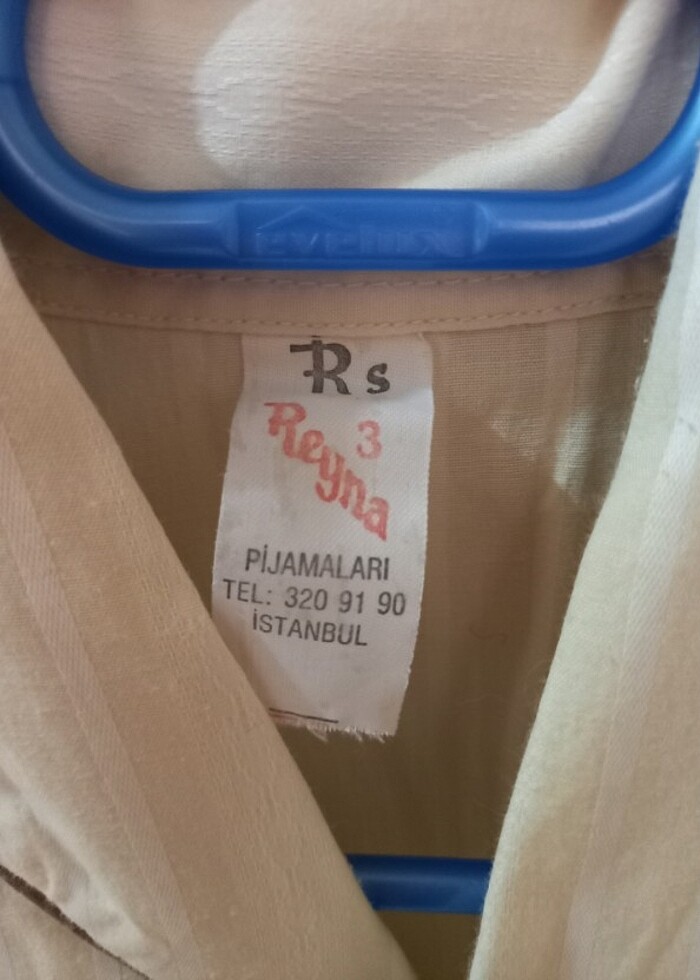 Rs
3
Reyna
PİJAMALARI
TEL: 320 91 90
İSTANBUL